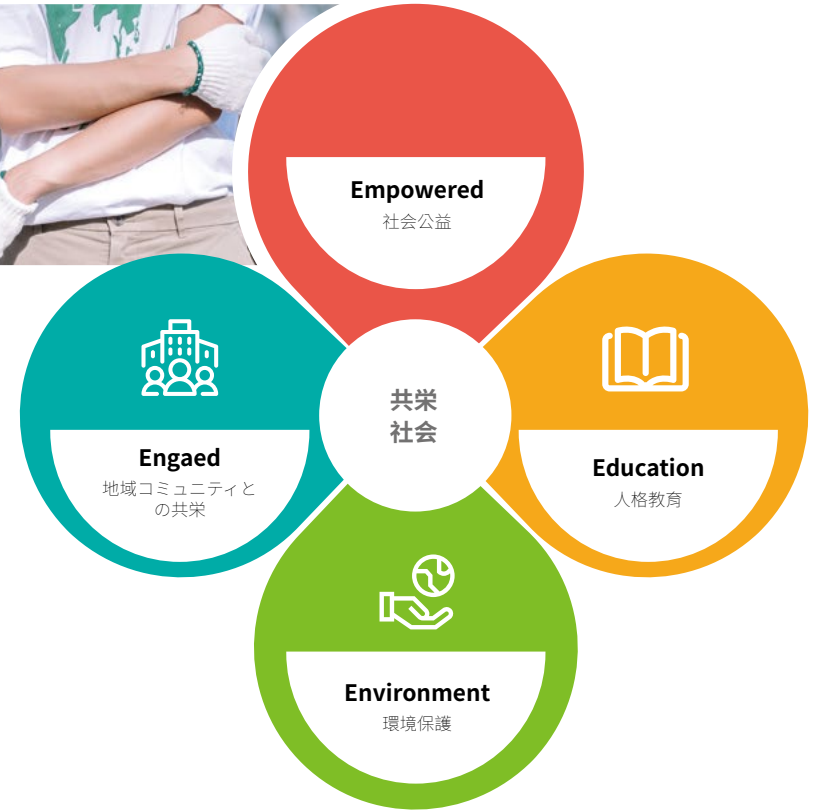 Empowered
社会公益
共栄
社会
Engaed
地域コミュニティと
の共栄
Education
人格教育
Environment
環境保護